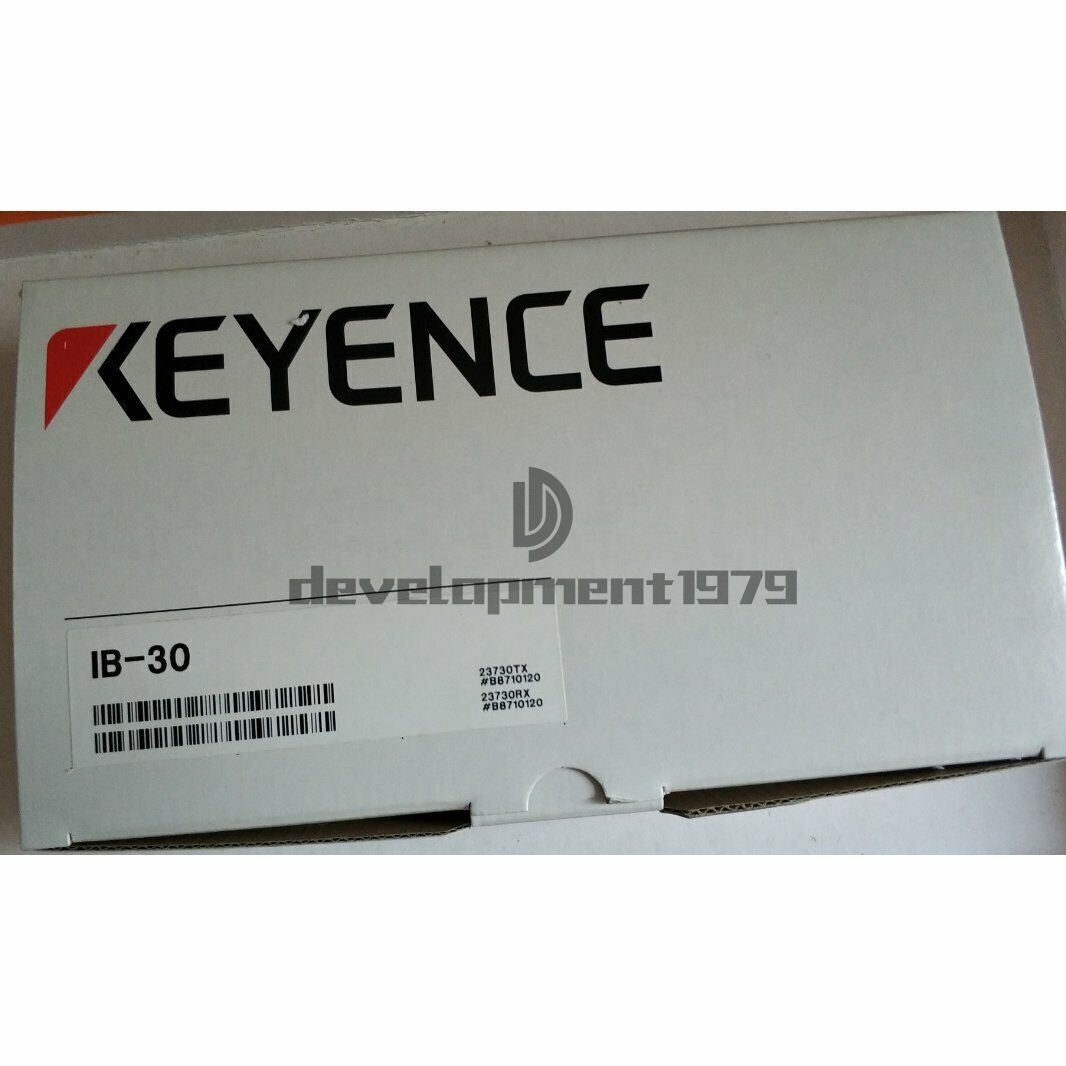 KEYENCE
development1979
IB-30
23730TX
#B8710120
23730RX
#B8710120